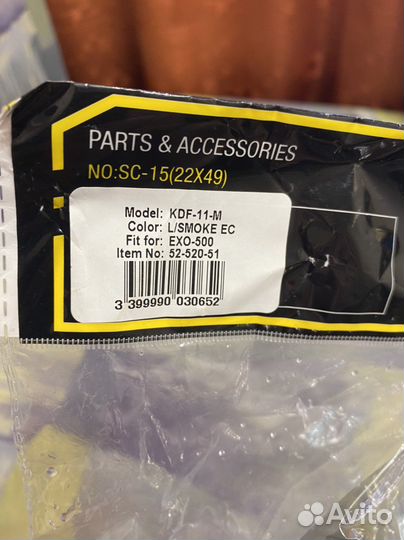 PARTS & ACCESSORIES
NO:SC-15(22X49)
Model: KDF-11-M
Color: L/SMOKE EC
Fit for: EXO-500
Item No: 52-520-51
3 399990 030652
Avito